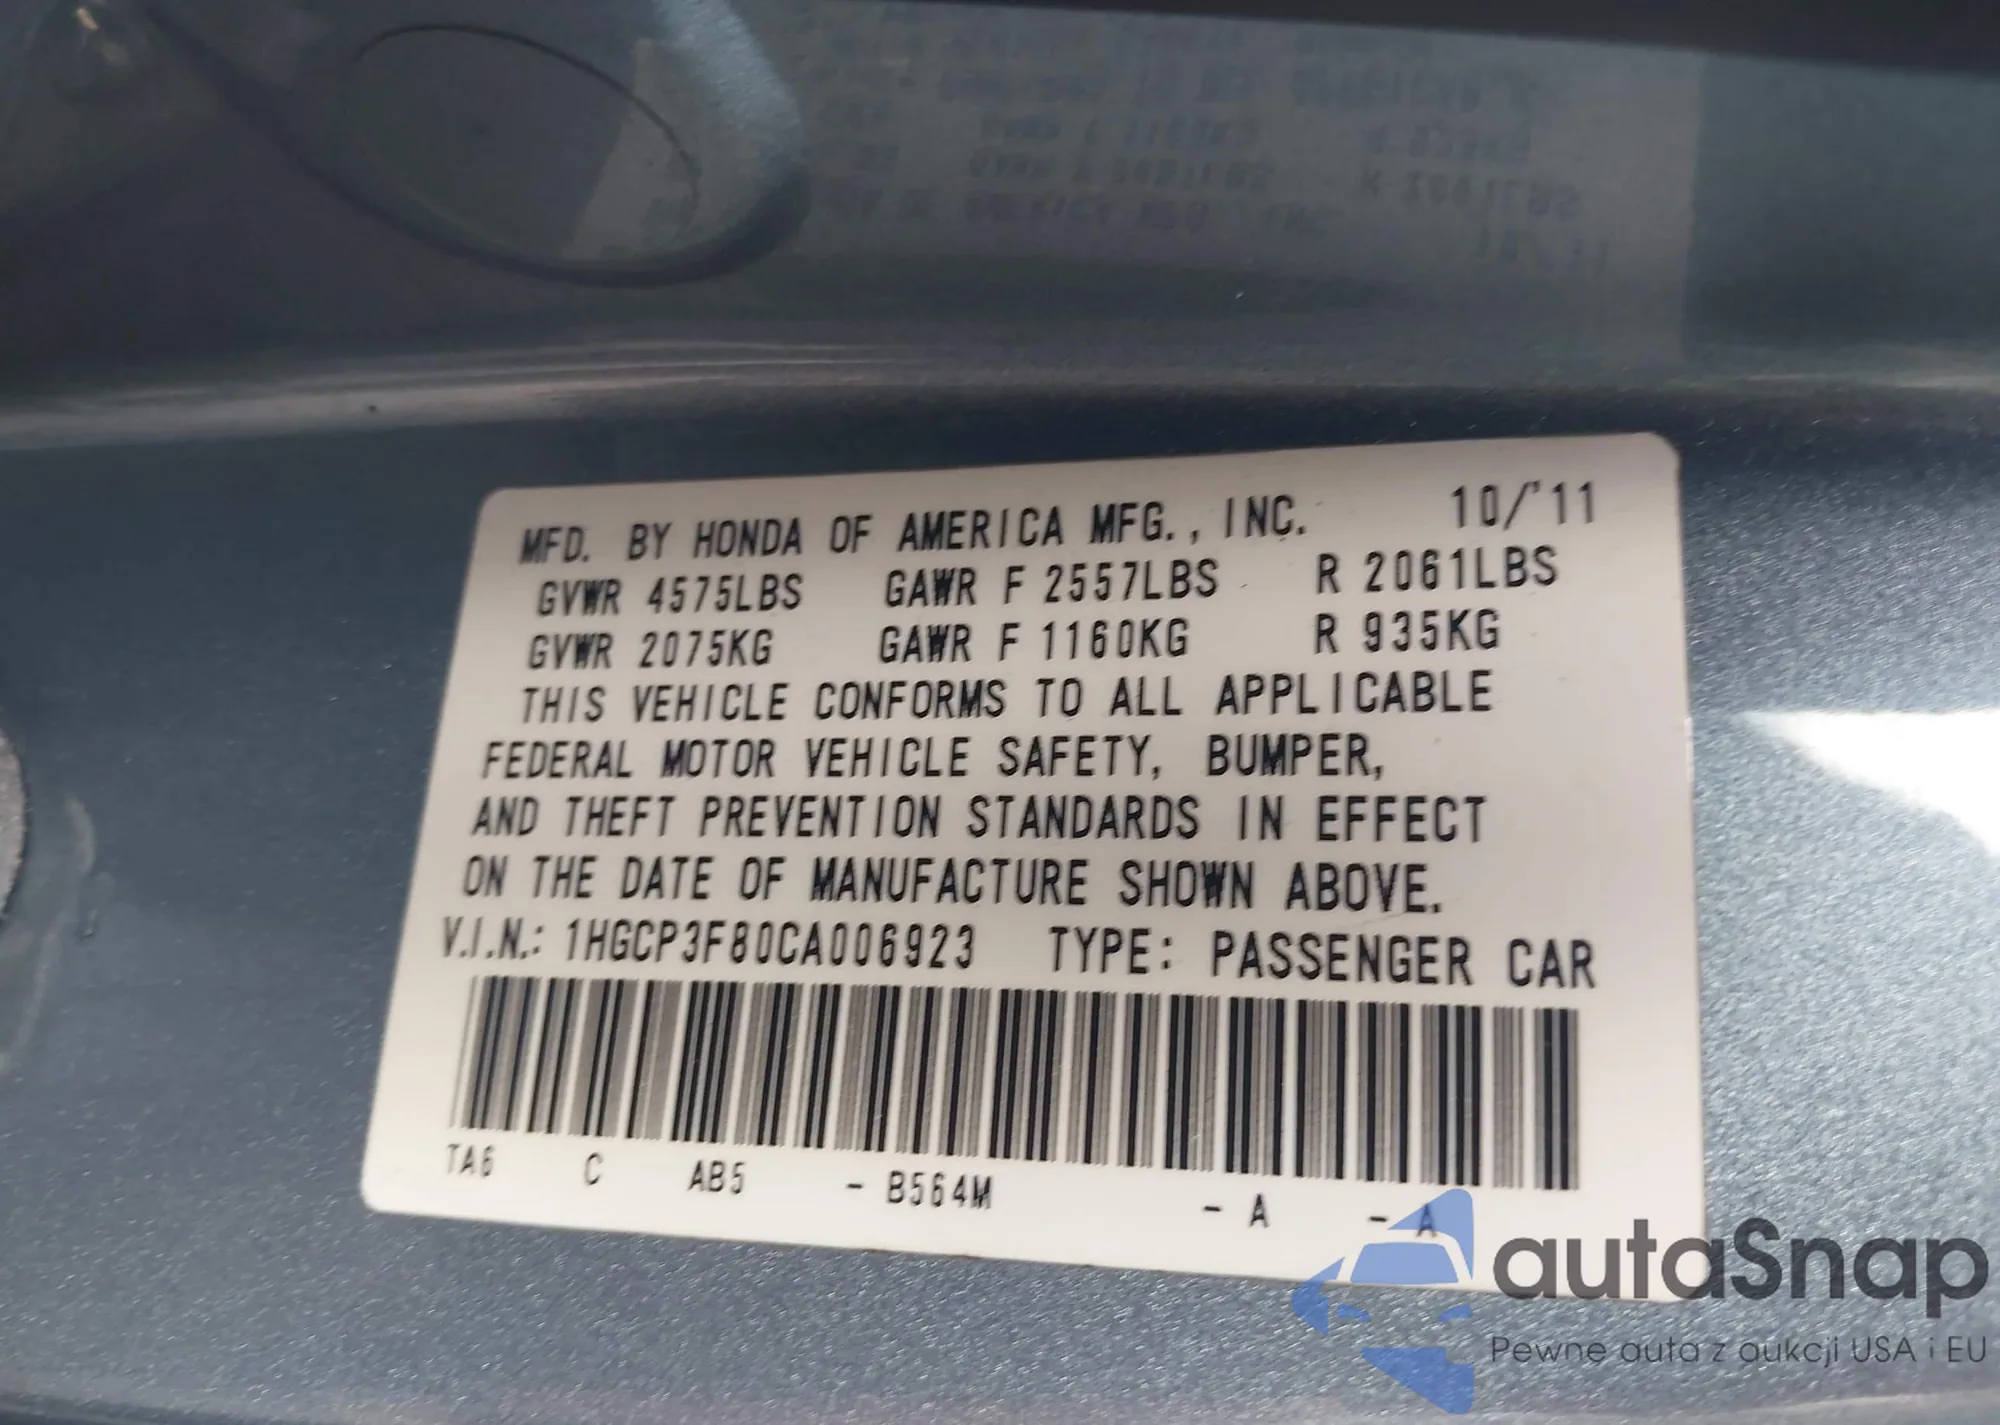 MFD. BY HONDA OF AMERICA MFG., INC. 10/'11
GVWR 4575LBS GAWR F 2557LBS R 2061LBS
GVWR 2075KG GAWR F 1160KG R 935KG
THIS VEHICLE CONFORMS TO ALL APPLICABLE
FEDERAL MOTOR VEHICLE SAFETY, BUMPER,
AND THEFT PREVENTION STANDARDS IN EFFECT
ON THE DATE OF MANUFACTURE SHOWN ABOVE.
V.I.N.: 1HGCP3F80CA006923 TYPE: PASSENGER CAR
TA6 C AB5 - B564M - A - A
autaSnap
Pewne auta z aukcji USA i EU